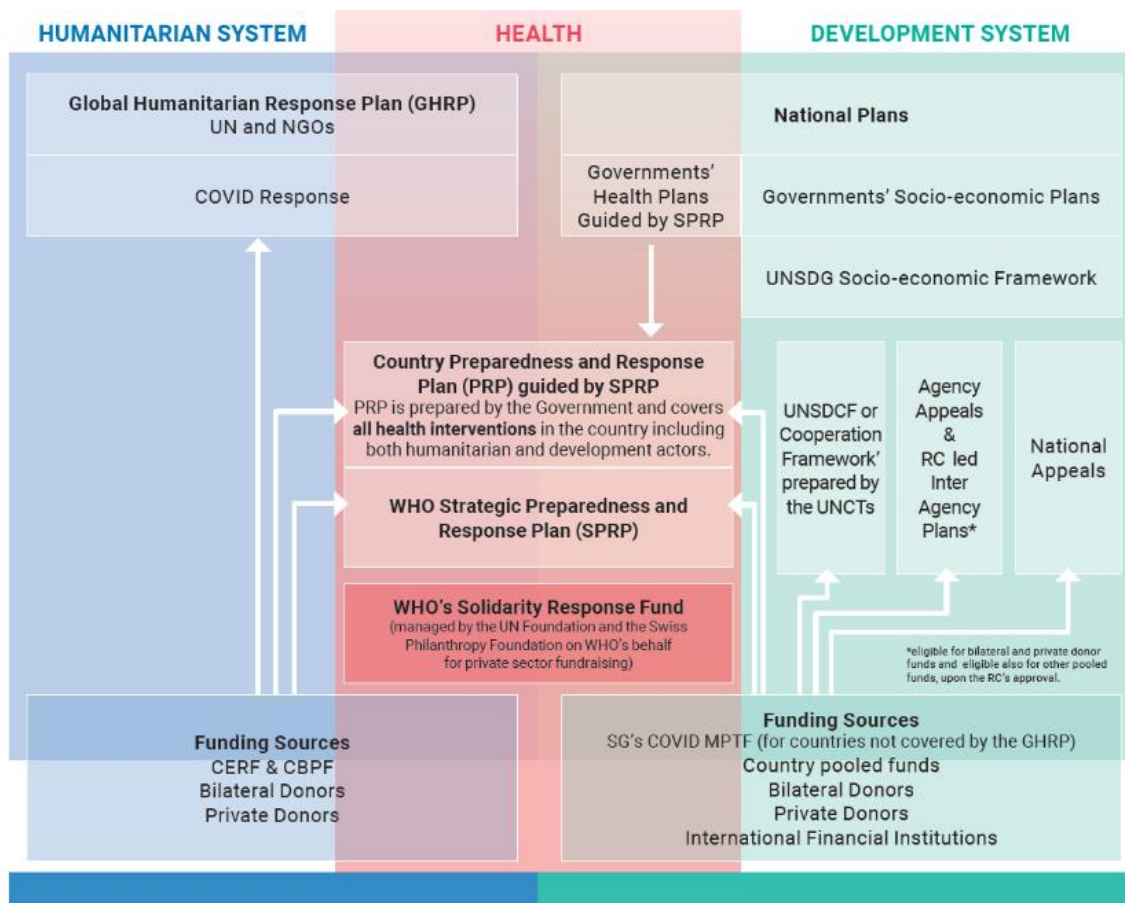 HUMANITARIAN SYSTEM
HEALTH
DEVELOPMENT SYSTEM
Global Humanitarian Response Plan (GHRP)
UN and NGOs
COVID Response
National Plans
Governments’
Health Plans
Guided by SPRP
Governments’ Socio-economic Plans
UNSDG Socio-economic Framework
Country Preparedness and Response
Plan (PRP) guided by SPRP
PRP is prepared by the Government and covers
all health interventions in the country including
both humanitarian and development actors.
WHO Strategic Preparedness and
Response Plan (SPRP)
WHO’s Solidarity Response Fund
(managed by the UN Foundation and the Swiss
Philanthropy Foundation on WHO’s behalf
for private sector fundraising)
UNSDCF or
Cooperation
Framework’
prepared by
the UNCTs
Agency
Appeals
&
RC led
Inter
Agency
Plans*
National
Appeals
*eligible for bilateral and private donor
funds and eligible also for other pooled
funds, upon the RC’s approval.
Funding Sources
CERF & CBPF
Bilateral Donors
Private Donors
Funding Sources
SG’s COVID MPTF (for countries not covered by the GHRP)
Country pooled funds
Bilateral Donors
Private Donors
International Financial Institutions